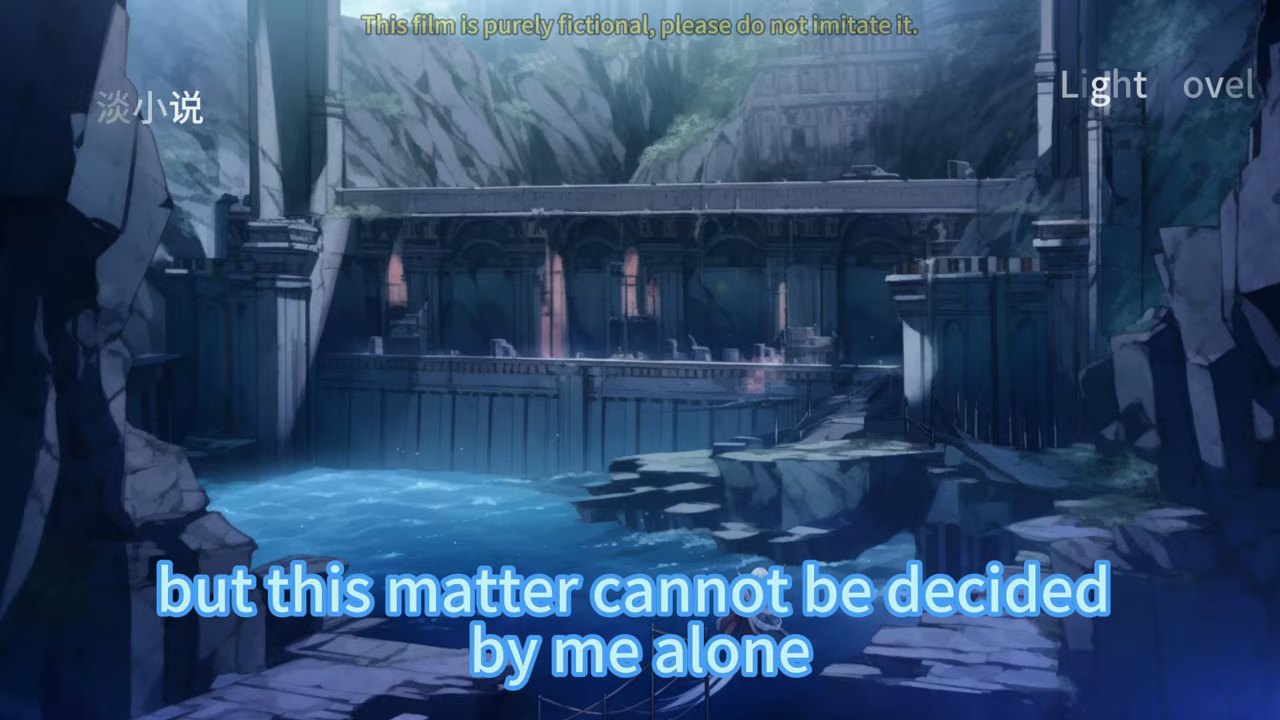 This film is purely fictional, please do not imitate it.
淡小说
Light ovel
but this matter cannot be decided
by me alone